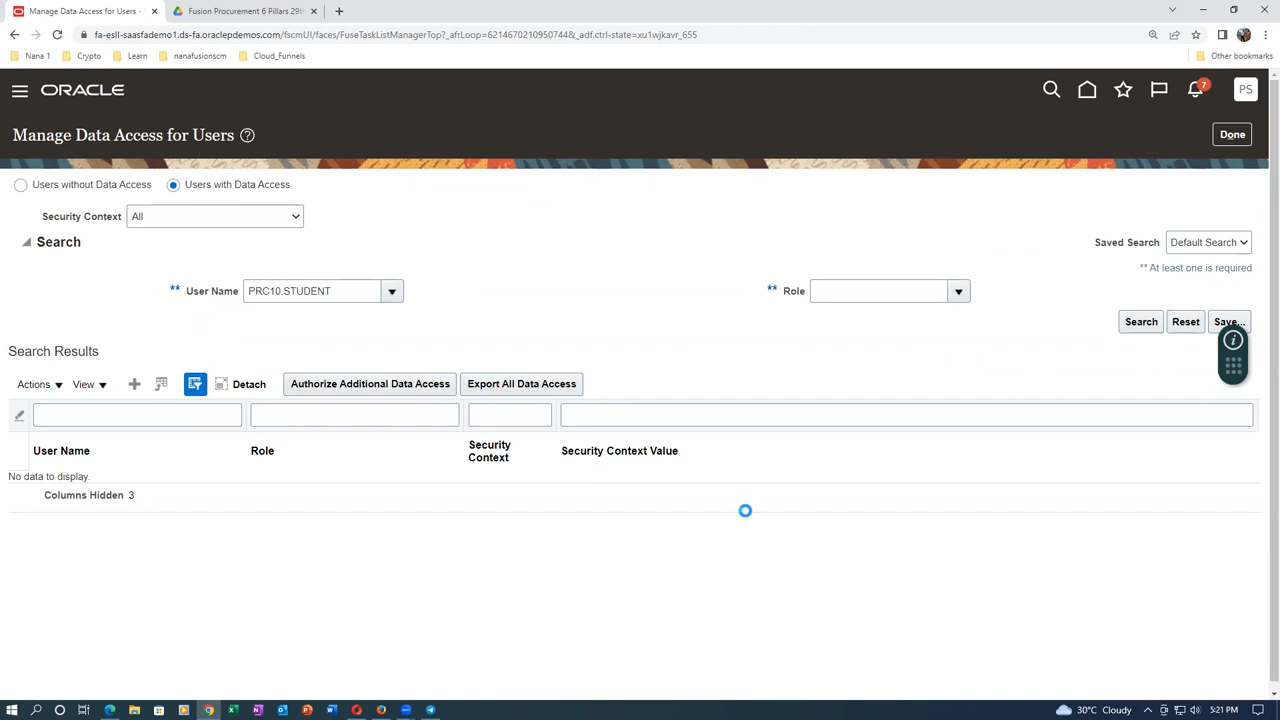 Manage Data Access for Users -
Fusion Procurement 6 Pillars 29t
fa-esll-saasfademo1.ds-fa.oraclepdemos.com/fscmUI/faces/FuseTaskListManagerTop?_afrLoop=6214670210950744&_adf.ctrl-state=xu1wjkavr_655
Nana 1
Crypto
Learn
nanafusionscm
Cloud_Funnels
Other bookmarks
ORACLE
7
PS
Manage Data Access for Users
Done
Users without Data Access
Users with Data Access
Security Context
All
Search
Saved Search
Default Search
** At least one is required
** User Name
PRC10.STUDENT
** Role
Search
Reset
Save...
Search Results
Actions
View
Detach
Authorize Additional Data Access
Export All Data Access
User Name
Role
Security Context
Security Context Value
No data to display.
Columns Hidden 3
30°C Cloudy
5:21 PM